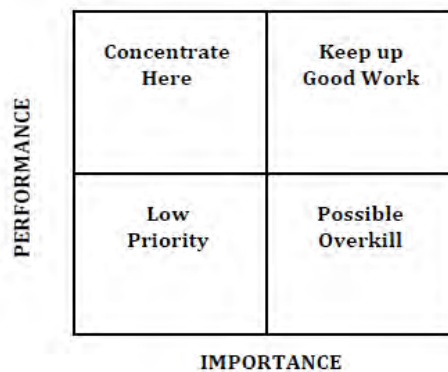 Concentrate
Here
Keep up
Good Work
PERFORMANCE
Low
Priority
Possible
Overkill
IMPORTANCE